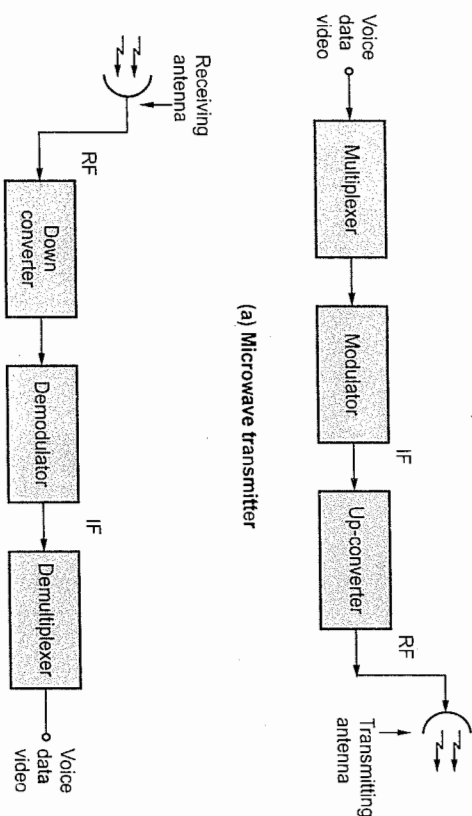 Voice
data
video
Multiplexer
Modulator
IF
Up-converter
RF
Transmitting
antenna
(a) Microwave transmitter
Receiving
antenna
RF
Down
converter
Demodulator
IF
Demultiplexer
Voice
data
video